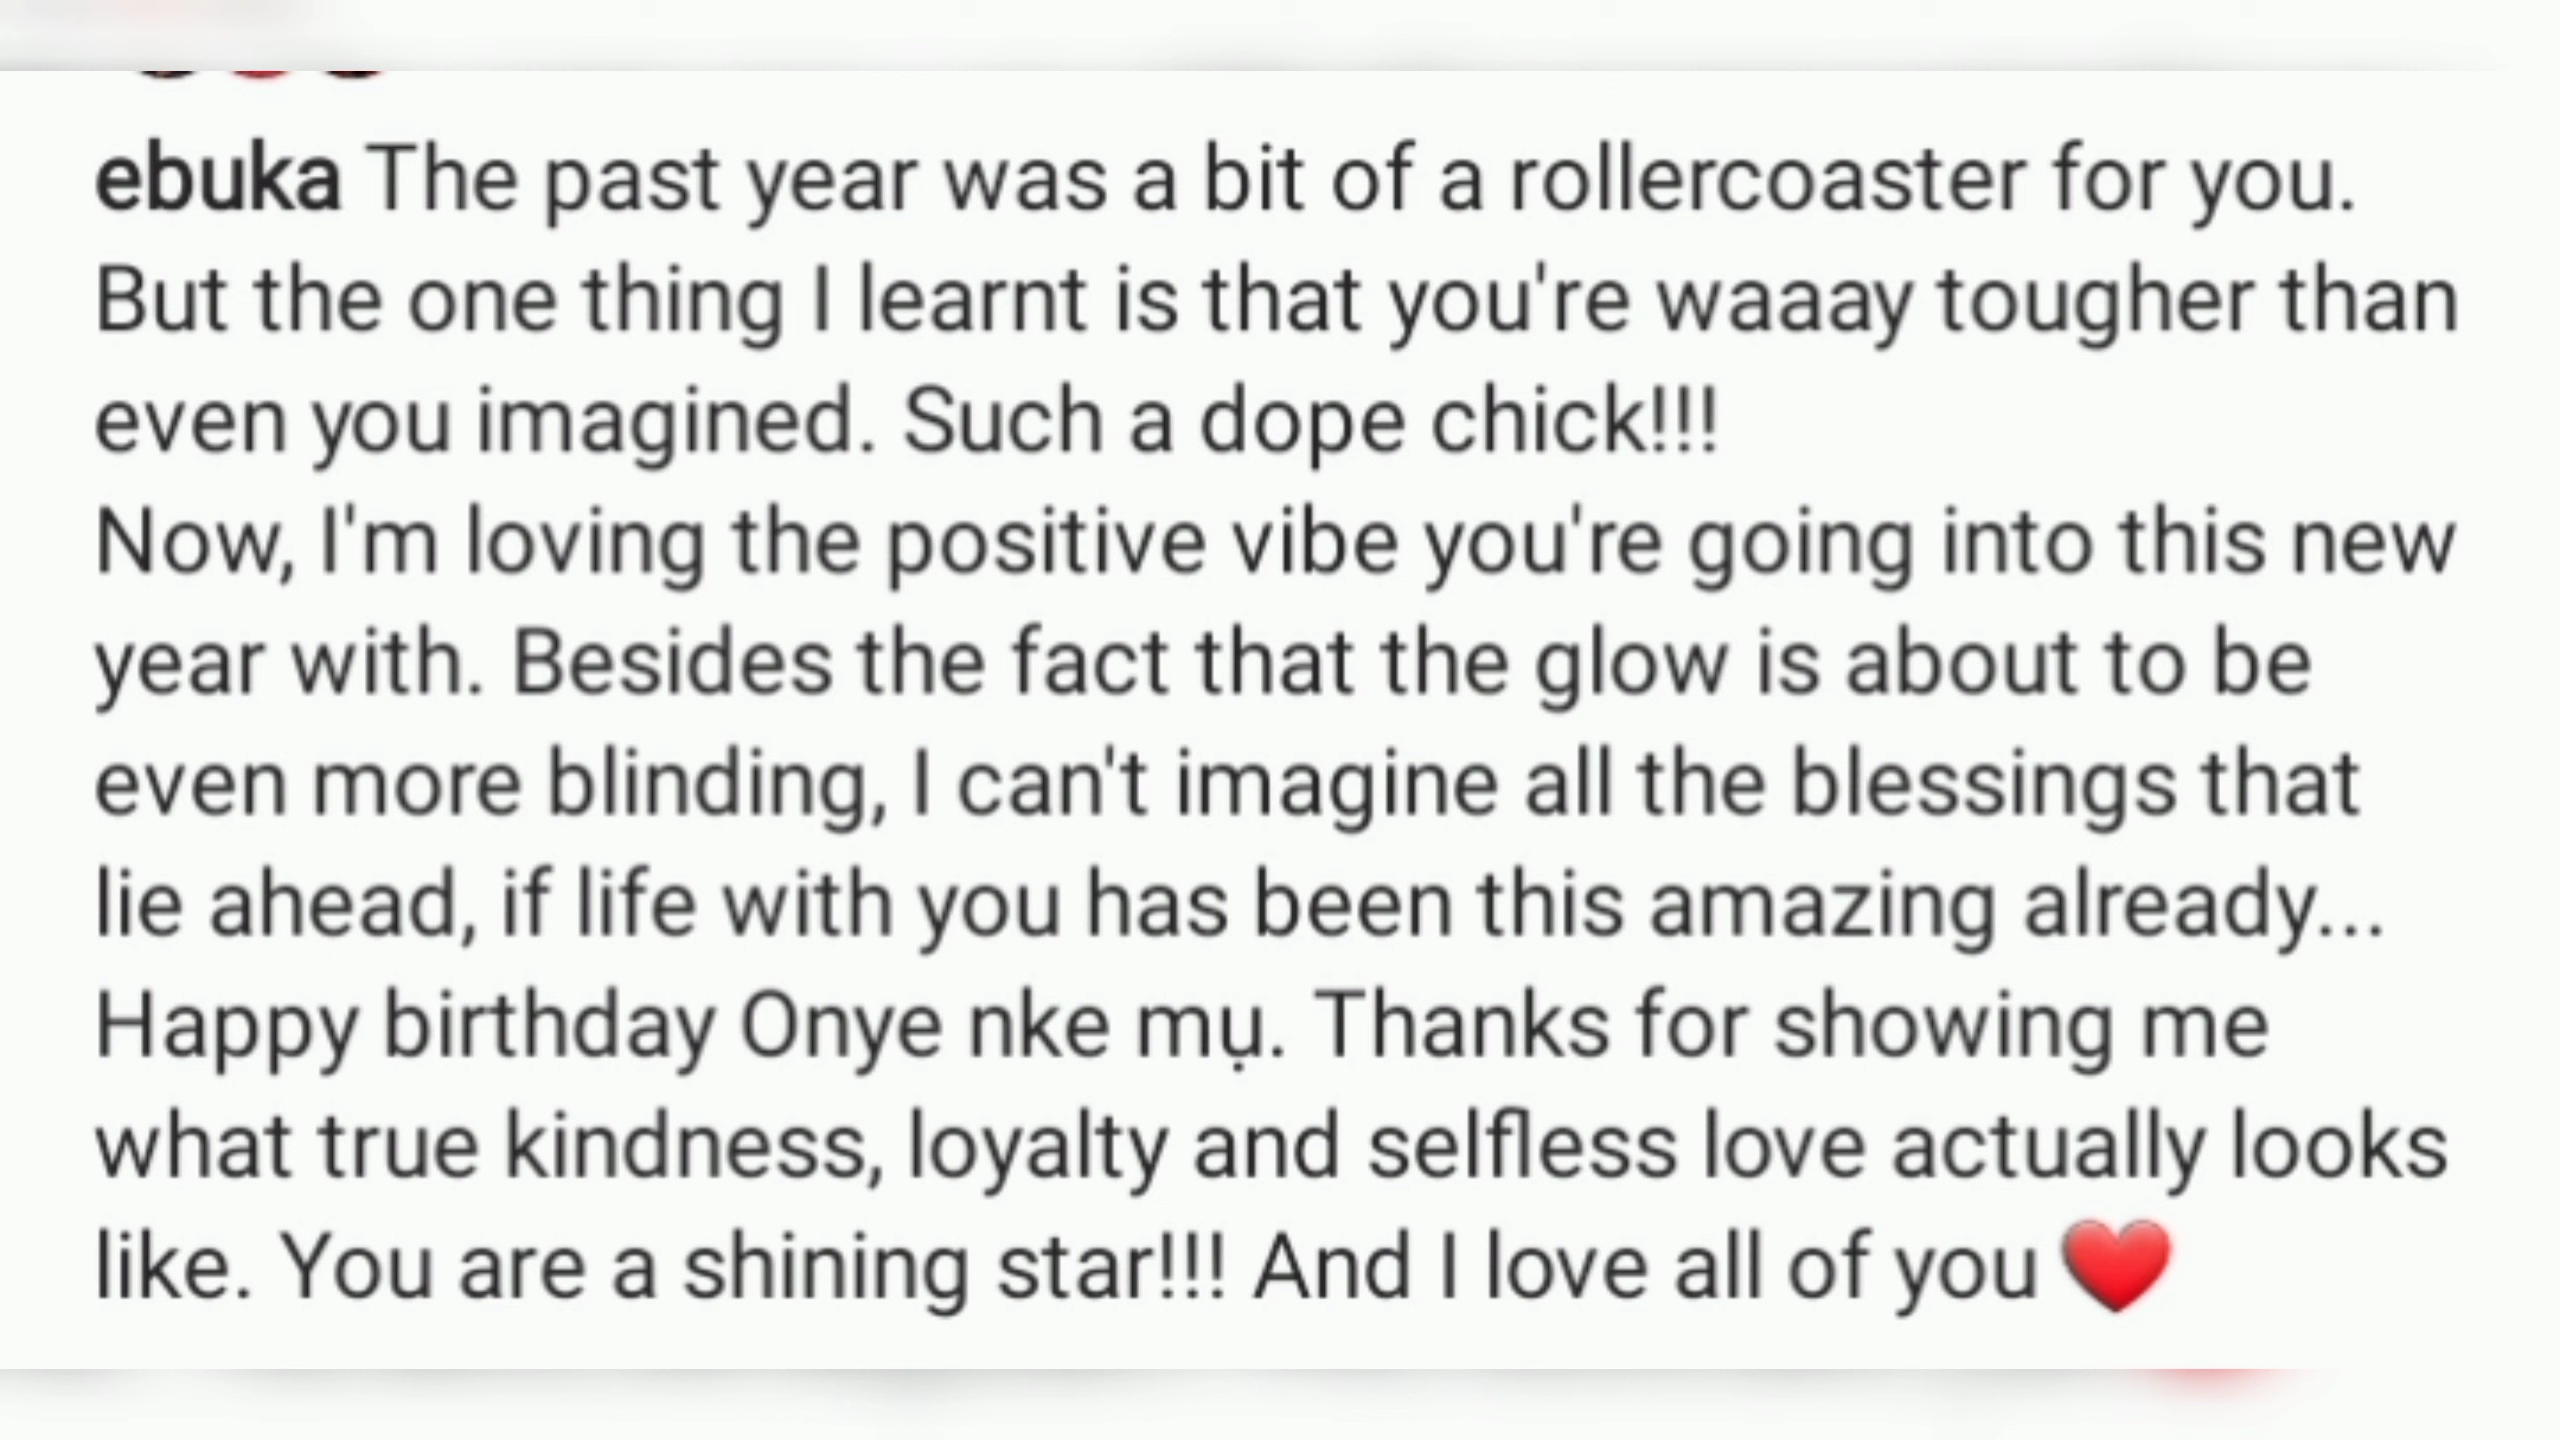 ebuka The past year was a bit of a rollercoaster for you.
But the one thing I learnt is that you're waaay tougher than
even you imagined. Such a dope chick!!!
Now, I'm loving the positive vibe you're going into this new
year with. Besides the fact that the glow is about to be
even more blinding, I can't imagine all the blessings that
lie ahead, if life with you has been this amazing already...
Happy birthday Onye nke mụ. Thanks for showing me
what true kindness, loyalty and selfless love actually looks
like. You are a shining star!!! And I love all of you ❤️